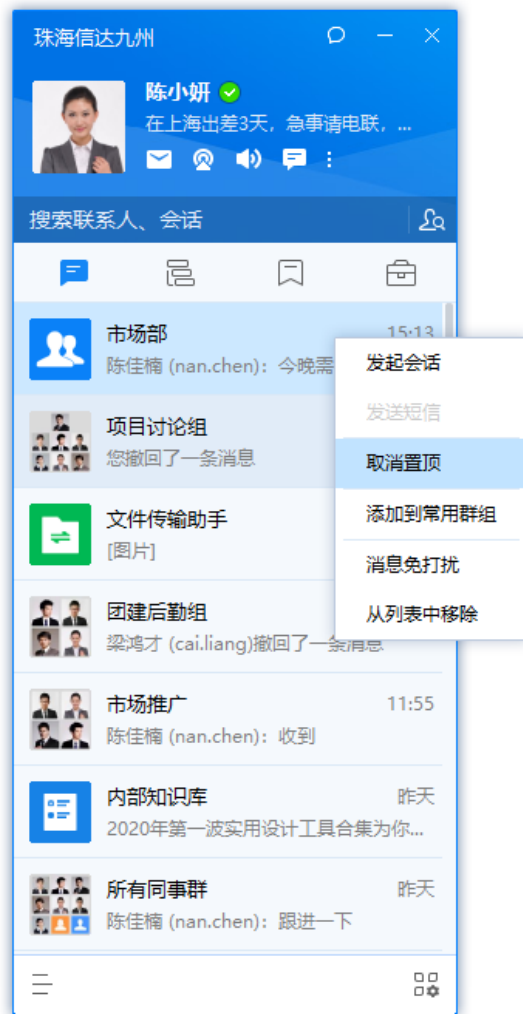 珠海信达九州
陈小妍
在上海出差3天，急事请电联，...
搜索联系人、会话
市场部 15:13
陈佳楠 (nan.chen)：今晚需
发起会话
发送短信
项目讨论组
您撤回了一条消息
取消置顶
文件传输助手
[图片]
添加到常用群组
消息免打扰
团建后勤组
从列表中移除
梁鸿才 (cai.liang)撤回了一条消息
市场推广 11:55
陈佳楠 (nan.chen)：收到
内部知识库 昨天
2020年第一波实用设计工具合集为你...
所有同事群 昨天
陈佳楠 (nan.chen)：跟进一下